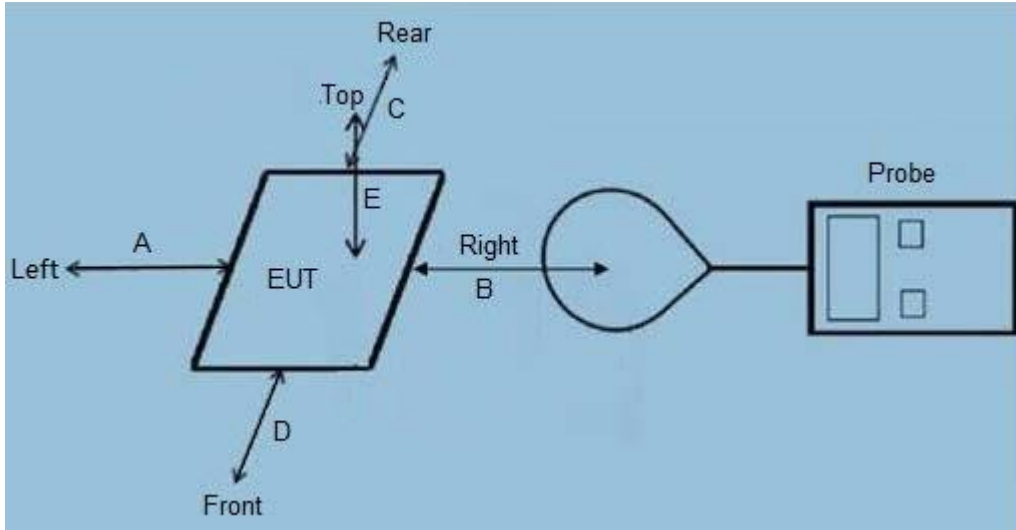 Rear
.Top
C
Probe
E
Right
A
Left
EUT
B
D
Front